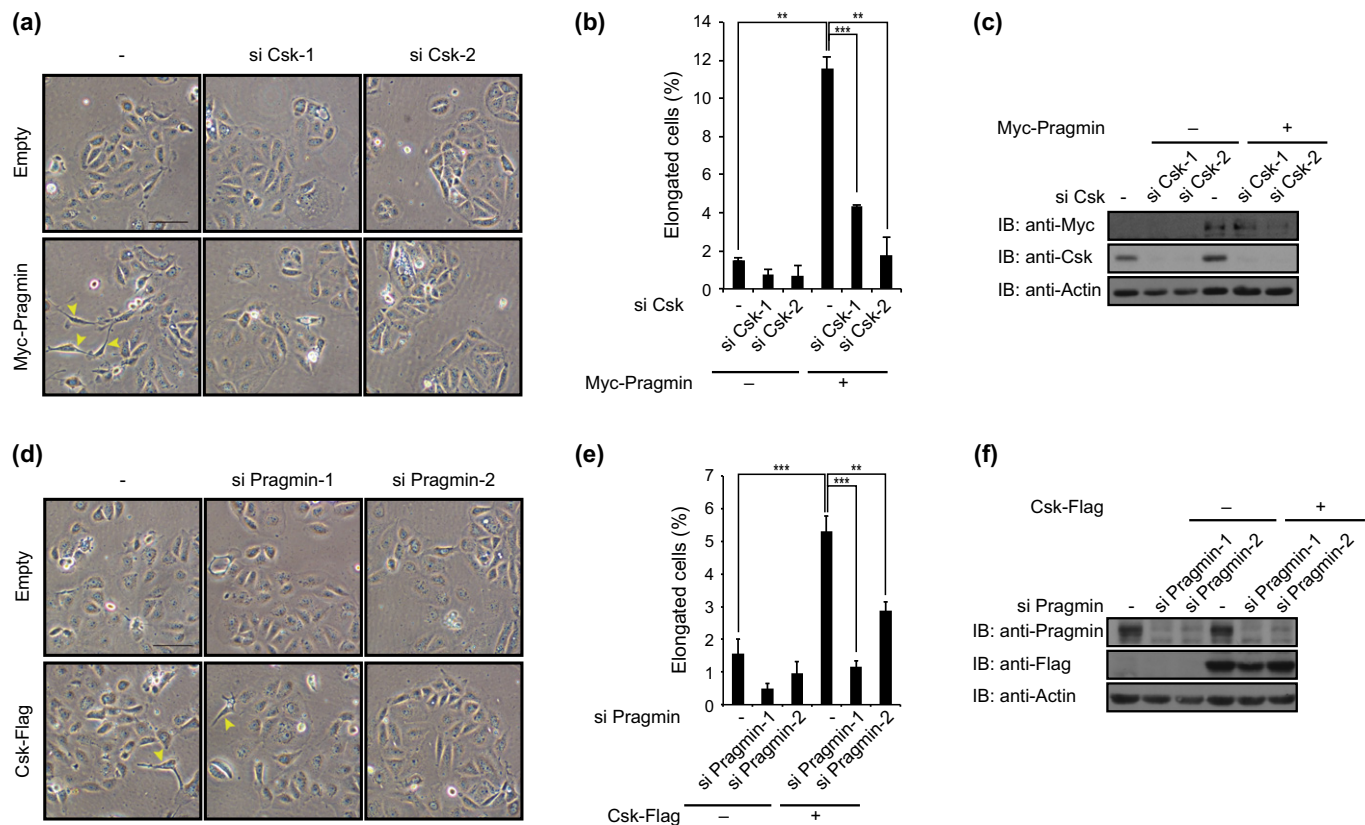 (a)
- si Csk-1 si Csk-2
Empty
Myc-Pragmin
(b)
Elongated cells (%)
14
12
10
8
6
4
2
0
** **
***
si Csk - si Csk-1 si Csk-2 - si Csk-1 si Csk-2
Myc-Pragmin – +
(c)
Myc-Pragmin – +
si Csk - si Csk-1 si Csk-2 - si Csk-1 si Csk-2
IB: anti-Myc
IB: anti-Csk
IB: anti-Actin
(d)
- si Pragmin-1 si Pragmin-2
Empty
Csk-Flag
(e)
Elongated cells (%)
7
6
5
4
3
2
1
0
*** **
***
si Pragmin - si Pragmin-1 si Pragmin-2 - si Pragmin-1 si Pragmin-2
Csk-Flag – +
(f)
Csk-Flag – +
si Pragmin - si Pragmin-1 si Pragmin-2 - si Pragmin-1 si Pragmin-2
IB: anti-Pragmin
IB: anti-Flag
IB: anti-Actin